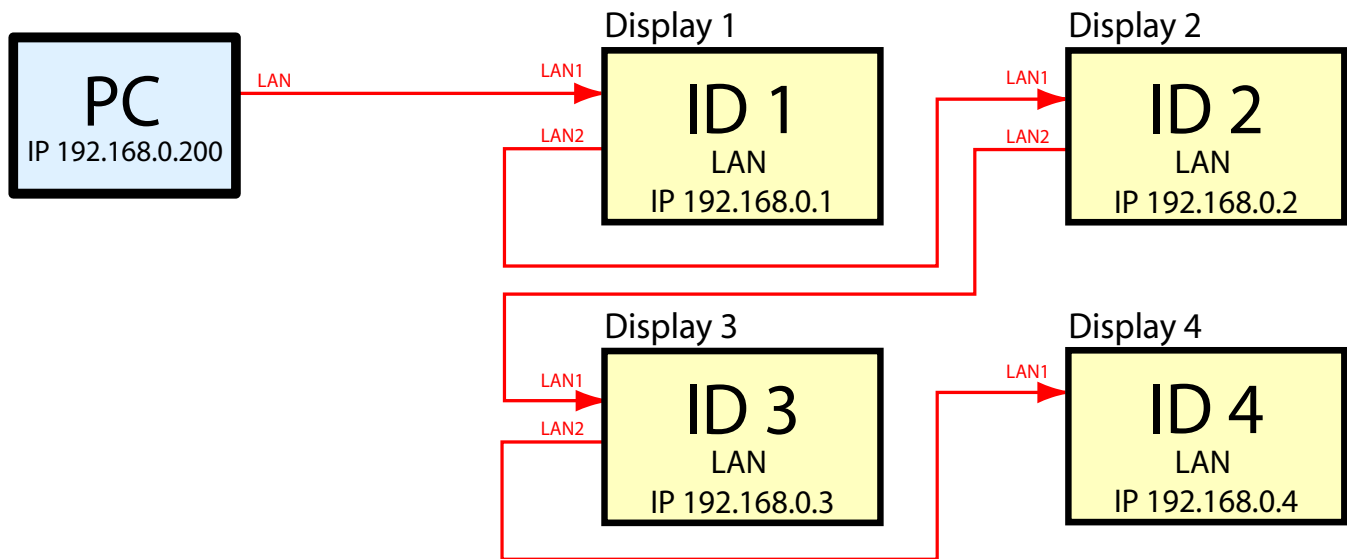 Display 1
Display 2
PC
IP 192.168.0.200
LAN
LAN1
LAN2
ID 1
LAN
IP 192.168.0.1
LAN1
LAN2
ID 2
LAN
IP 192.168.0.2
Display 3
Display 4
LAN1
LAN2
ID 3
LAN
IP 192.168.0.3
LAN1
ID 4
LAN
IP 192.168.0.4